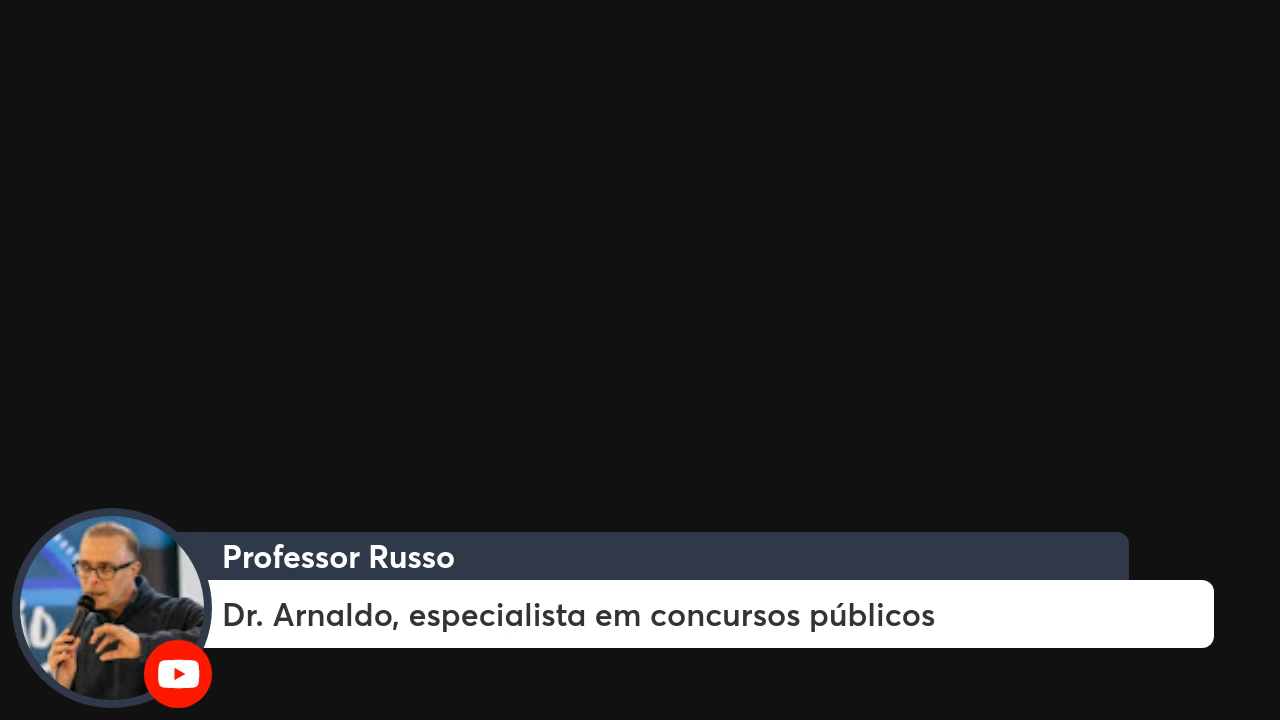 Professor Russo
Dr. Arnaldo, especialista em concursos públicos